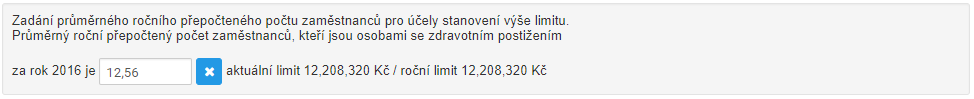 Zadání průměrného ročního přepočteného počtu zaměstnanců pro účely stanovení výše limitu.
Průměrný roční přepočtený počet zaměstnanců, kteří jsou osobami se zdravotním postižením
za rok 2016 je 12,56 ✖ aktuální limit 12,208,320 Kč / roční limit 12,208,320 Kč